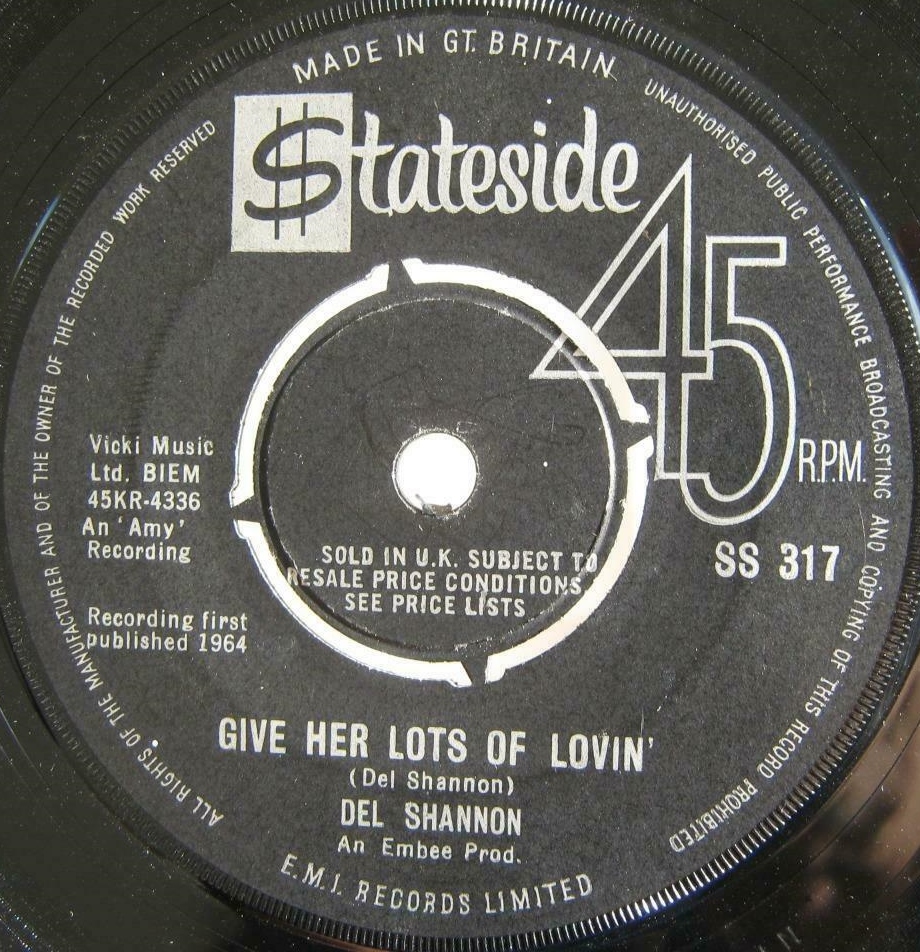 MADE IN GT. BRITAIN
UNAUTHORISED PUBLIC PERFORMANCE BROADCASTING AND COPYING OF THIS RECORD PROHIBITED
ALL RIGHTS OF THE MANUFACTURER AND OF THE OWNER OF THE RECORDED WORK RESERVED
$tateside
45
R.P.M.
Vicki Music
Ltd. BIEM
45KR-4336
An 'Amy'
Recording
SS 317
SOLD IN U.K. SUBJECT TO
RESALE PRICE CONDITIONS,
SEE PRICE LISTS
Recording first
published 1964
GIVE HER LOTS OF LOVIN'
(Del Shannon)
DEL SHANNON
An Embee Prod.
E.M.I. RECORDS LIMITED